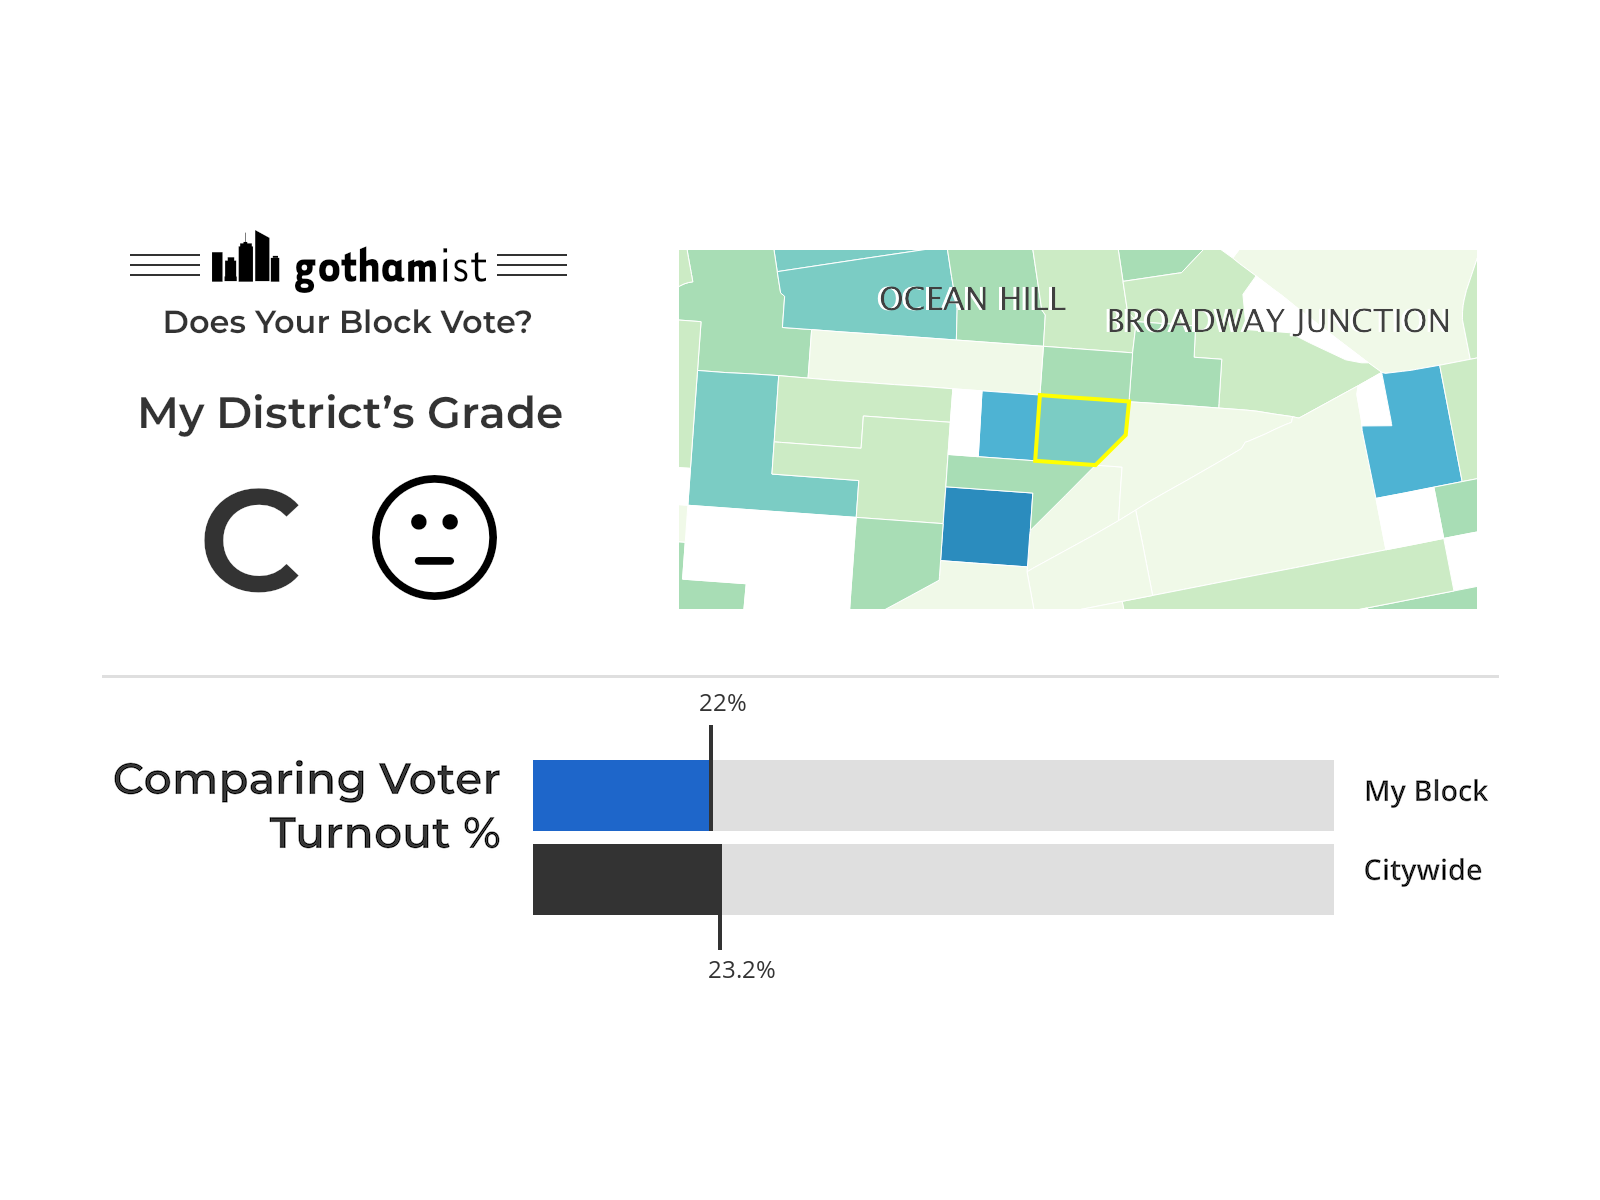 gothamist
Does Your Block Vote?
My District's Grade
C
OCEAN HILL
BROADWAY JUNCTION
22%
Comparing Voter
Turnout %
My Block
Citywide
23.2%